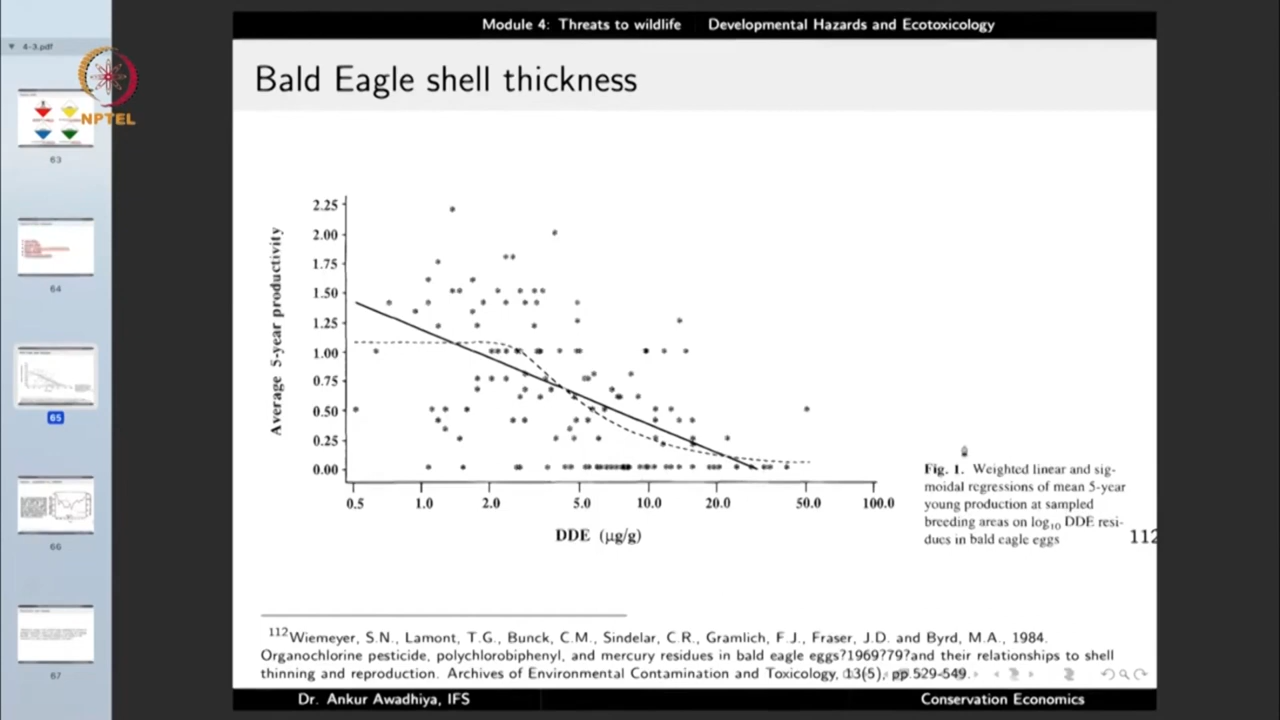 Module 4: Threats to wildlife Developmental Hazards and Ecotoxicology
4-3.pdf
NPTEL
Bald Eagle shell thickness
63
64
65
66
67
2.25
2.00
1.75
1.50
1.25
1.00
0.75
0.50
0.25
0.00
Average 5-year productivity
0.5 1.0 2.0 5.0 10.0 20.0 50.0 100.0
DDE (µg/g)
Fig. 1. Weighted linear and sig-
moidal regressions of mean 5-year
young production at sampled
breeding areas on log10 DDE resi-
dues in bald eagle eggs
112
112Wiemeyer, S.N., Lamont, T.G., Bunck, C.M., Sindelar, C.R., Gramlich, F.J., Fraser, J.D. and Byrd, M.A., 1984.
Organochlorine pesticide, polychlorobiphenyl, and mercury residues in bald eagle eggs?1969?79?and their relationships to shell
thinning and reproduction. Archives of Environmental Contamination and Toxicology, 13(5), pp.529-549.
Dr. Ankur Awadhiya, IFS Conservation Economics